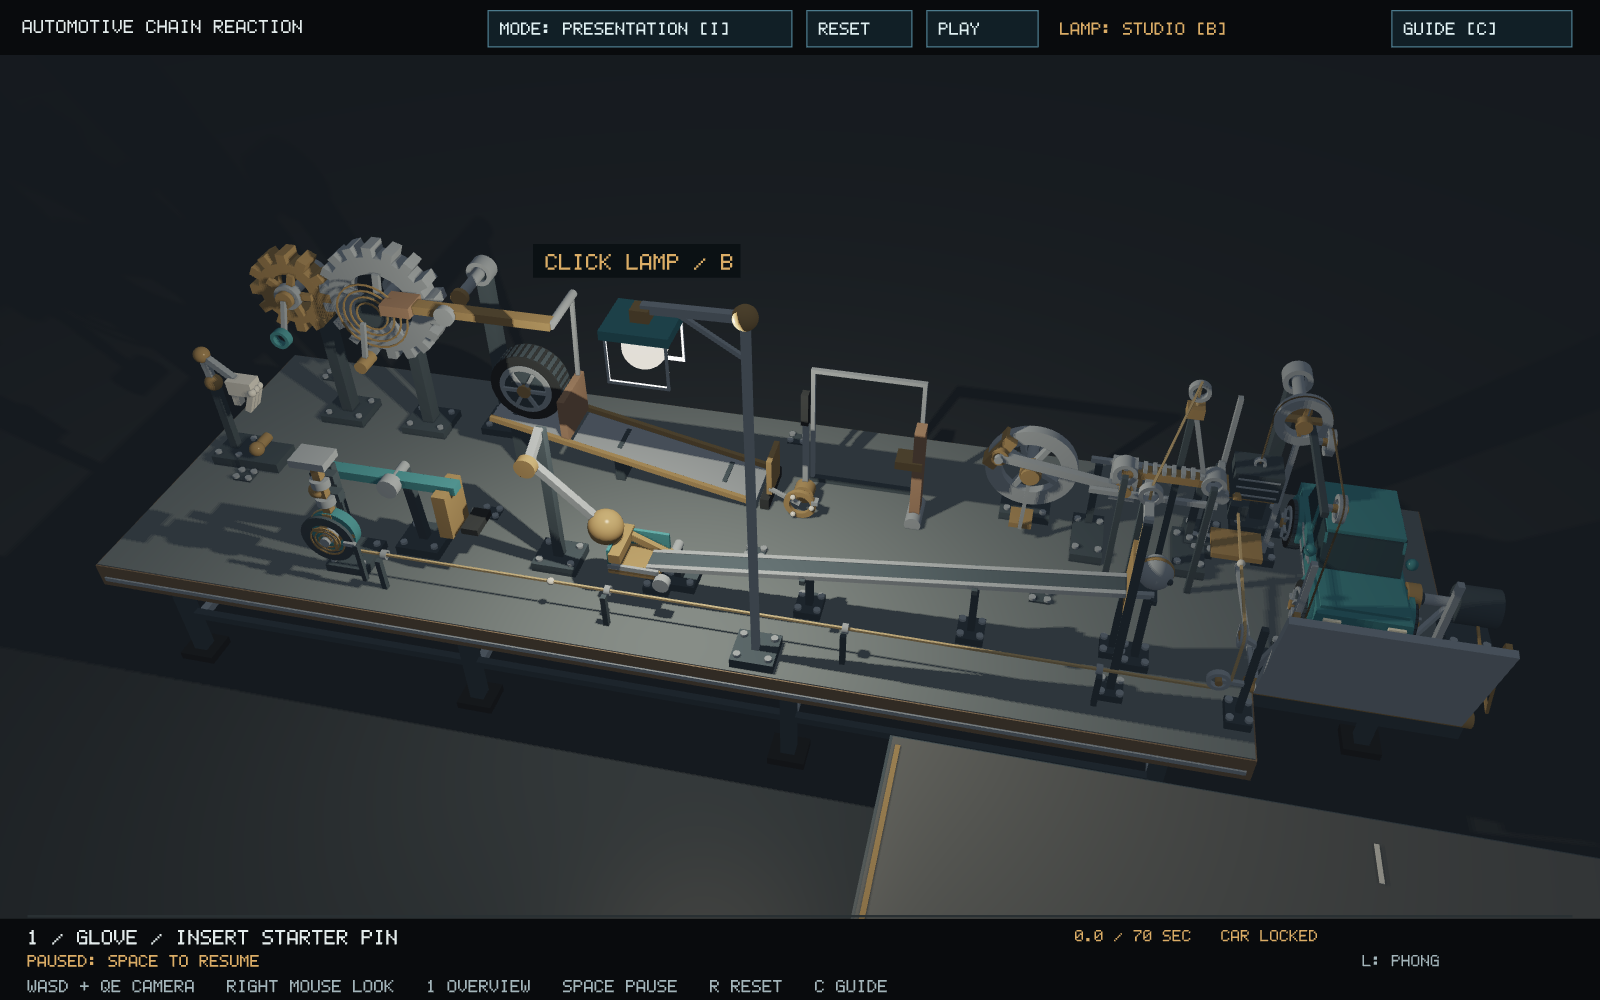 AUTOMOTIVE CHAIN REACTION
MODE: PRESENTATION [I]
RESET
PLAY
LAMP: STUDIO [B]
GUIDE [C]
CLICK LAMP / B
1 / GLOVE / INSERT STARTER PIN
0.0 / 70 SEC
CAR LOCKED
PAUSED: SPACE TO RESUME
L: PHONG
WASD + QE CAMERA
RIGHT MOUSE LOOK
1 OVERVIEW
SPACE PAUSE
R RESET
C GUIDE